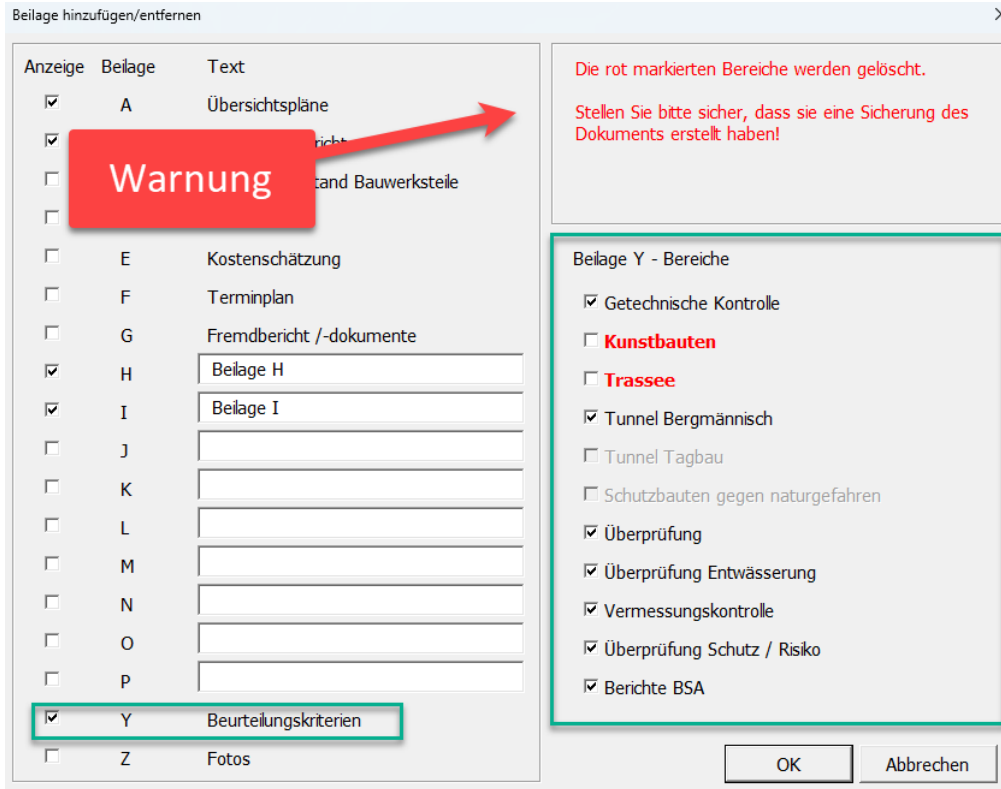 Beilage hinzufügen/entfernen
Anzeige Beilage Text
A Übersichtspläne
Warnung
tand Bauwerksteile
E Kostenschätzung
F Terminplan
G Fremdbericht /-dokumente
H Beilage H
I Beilage I
J
K
L
M
N
O
P
Y Beurteilungskriterien
Z Fotos
Die rot markierten Bereiche werden gelöscht.
Stellen Sie bitte sicher, dass sie eine Sicherung des
Dokuments erstellt haben!
Beilage Y - Bereiche
Getechnische Kontrolle
Kunstbauten
Trassee
Tunnel Bergmännisch
Tunnel Tagbau
Schutzbauten gegen naturgefahren
Überprüfung
Überprüfung Entwässerung
Vermessungskontrolle
Überprüfung Schutz / Risiko
Berichte BSA
OK Abbrechen